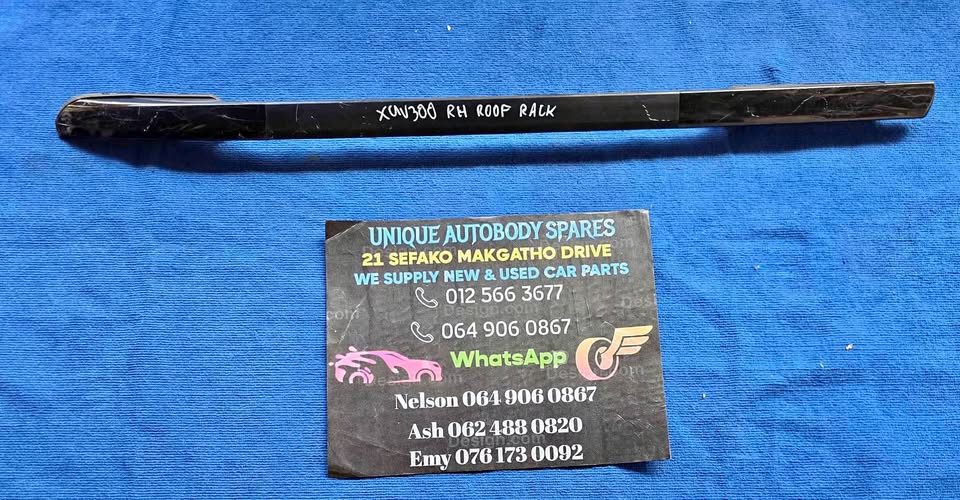 XUV300 RH ROOF RACK
UNIQUE AUTOBODY SPARES
21 SEFAKO MAKGATHO DRIVE
WE SUPPLY NEW & USED CAR PARTS
012 566 3677
064 906 0867
WhatsApp
Nelson 064 906 0867
Ash 062 488 0820
Emy 076 173 0092